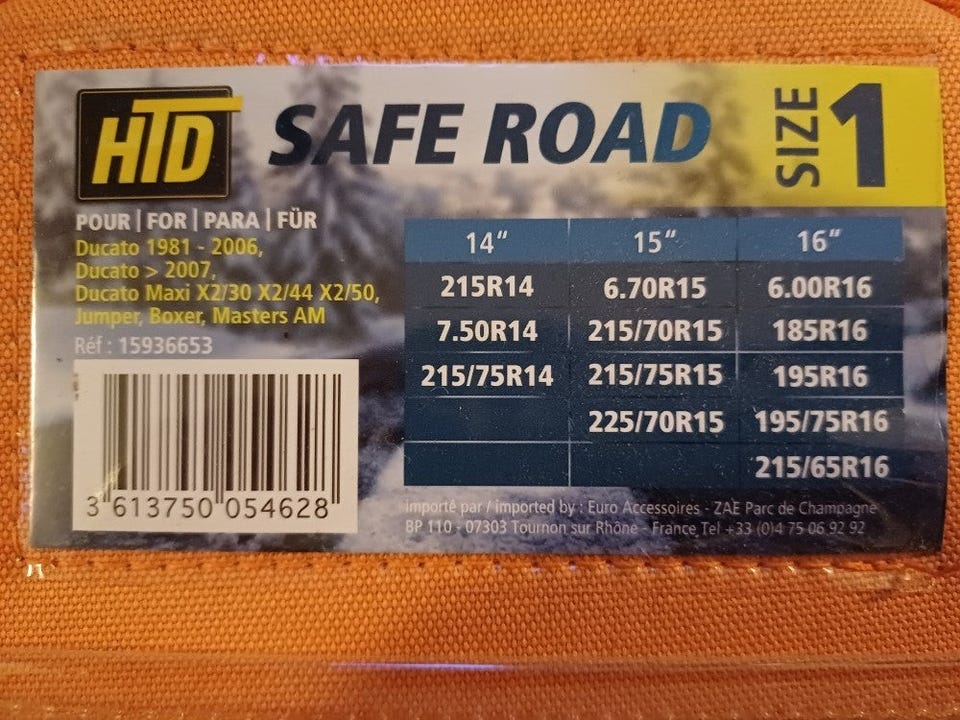 HTD
SAFE ROAD
SIZE 1
POUR | FOR | PARA | FÜR
Ducato 1981 - 2006,
Ducato > 2007,
Ducato Maxi X2/30 X2/44 X2/50,
Jumper, Boxer, Masters AM
Réf : 15936653
3 613750 054628
14" 15" 16"
215R14 6.70R15 6.00R16
7.50R14 215/70R15 185R16
215/75R14 215/75R15 195R16
225/70R15 195/75R16
215/65R16
importé par / imported by : Euro Accessoires - ZAE Parc de Champagne
BP 110 - 07303 Tournon sur Rhône - France Tel +33 (0)4 75 06 92 92